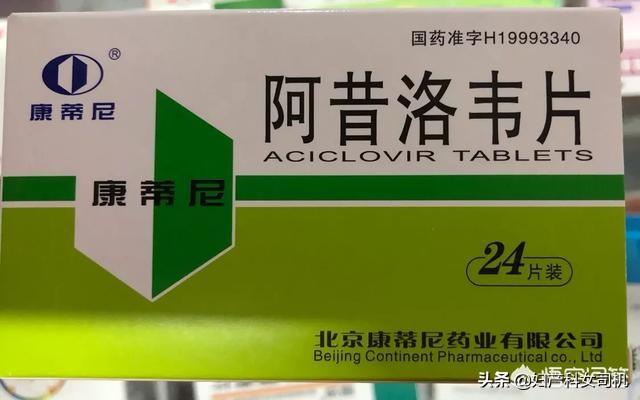 国药准字H19993340
®
康蒂尼
阿昔洛韦片
ACICLOVIR TABLETS
康蒂尼
24片装
北京康蒂尼药业有限公司
Beijing Continent Pharmaceutical co., Ltd
头条 @妇产科女司机